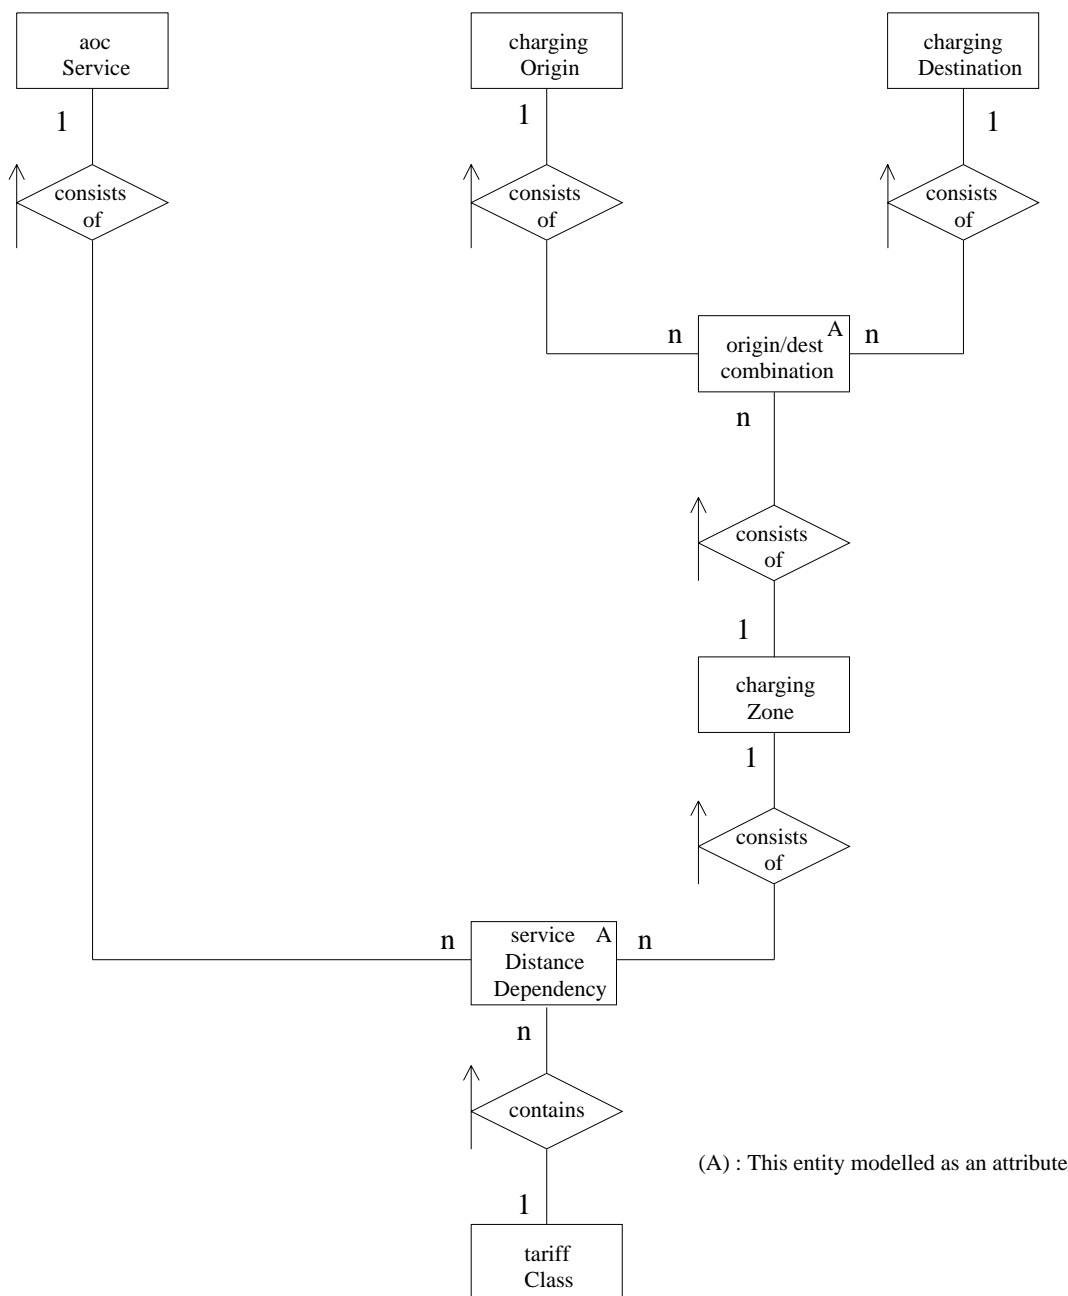 aoc
Service
charging
Origin
charging
Destination
1
1
1
consists
of
consists
of
consists
of
n
A
origin/dest
combination
n
n
consists
of
1
charging
Zone
1
consists
of
n
service A
Distance
Dependency
n
n
contains
(A) : This entity modelled as an attribute
1
tariff
Class